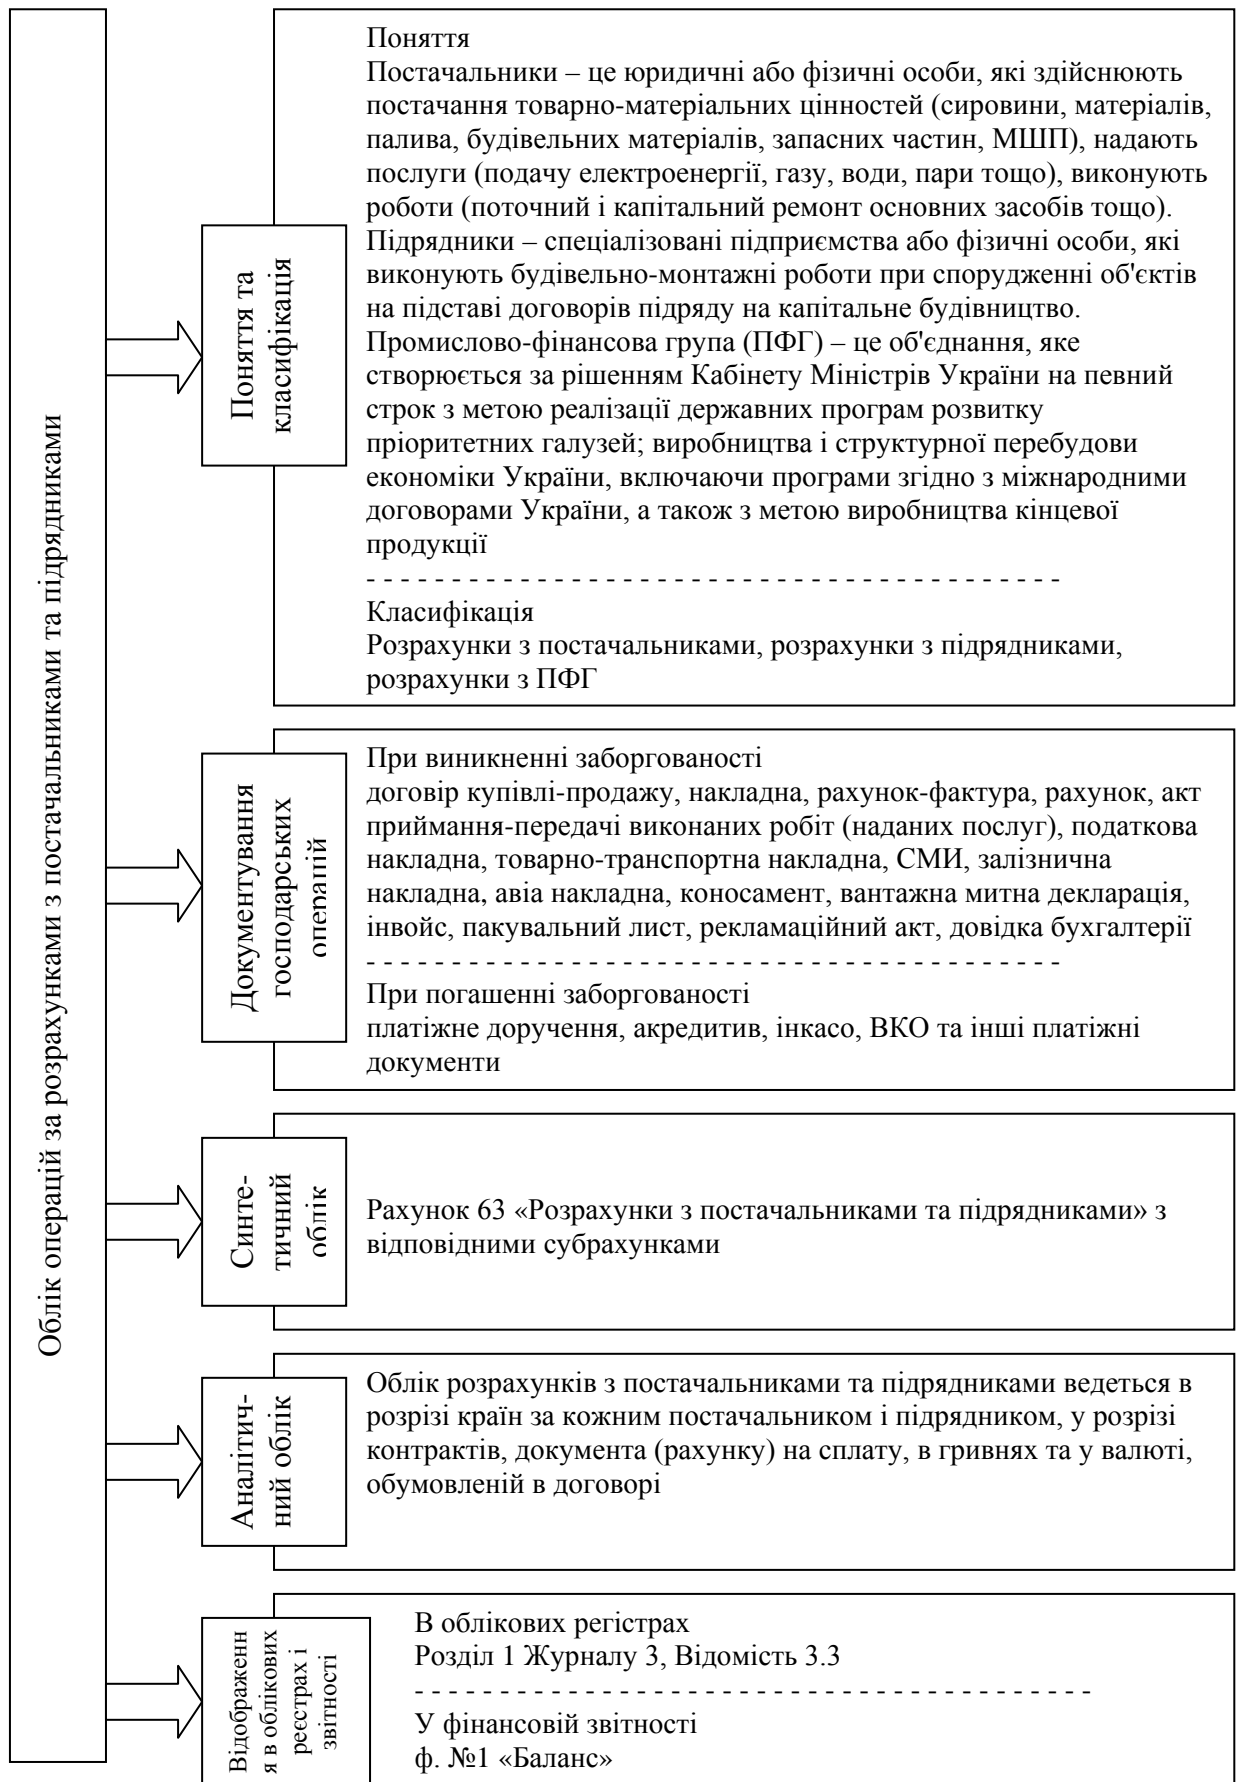 Облік операцій за розрахунками з постачальниками та підрядниками
Поняття та
класифікація
Поняття
Постачальники – це юридичні або фізичні особи, які здійснюють
постачання товарно-матеріальних цінностей (сировини, матеріалів,
палива, будівельних матеріалів, запасних частин, МШП), надають
послуги (подачу електроенергії, газу, води, пари тощо), виконують
роботи (поточний і капітальний ремонт основних засобів тощо).
Підрядники – спеціалізовані підприємства або фізичні особи, які
виконують будівельно-монтажні роботи при спорудженні об'єктів
на підставі договорів підряду на капітальне будівництво.
Промислово-фінансова група (ПФГ) – це об'єднання, яке
створюється за рішенням Кабінету Міністрів України на певний
строк з метою реалізації державних програм розвитку
пріоритетних галузей; виробництва і структурної перебудови
економіки України, включаючи програми згідно з міжнародними
договорами України, а також з метою виробництва кінцевої
продукції
- - - - - - - - - - - - - - - - - - - - - - - - - - - - - - - - - - - - - - - - -
Класифікація
Розрахунки з постачальниками, розрахунки з підрядниками,
розрахунки з ПФГ
Документування
господарських
операцій
При виникненні заборгованості
договір купівлі-продажу, накладна, рахунок-фактура, рахунок, акт
приймання-передачі виконаних робіт (наданих послуг), податкова
накладна, товарно-транспортна накладна, СМИ, залізнична
накладна, авіа накладна, коносамент, вантажна митна декларація,
інвойс, пакувальний лист, рекламаційний акт, довідка бухгалтерії
- - - - - - - - - - - - - - - - - - - - - - - - - - - - - - - - - - - - - - - - -
При погашенні заборгованості
платіжне доручення, акредитив, інкасо, ВКО та інші платіжні
документи
Синте-
тичний
облік
Рахунок 63 «Розрахунки з постачальниками та підрядниками» з
відповідними субрахунками
Аналітич-
ний облік
Облік розрахунків з постачальниками та підрядниками ведеться в
розрізі країн за кожним постачальником і підрядником, у розрізі
контрактів, документа (рахунку) на сплату, в гривнях та у валюті,
обумовленій в договорі
Відображенн
я в облікових
реєстрах і
звітності
В облікових регістрах
Розділ 1 Журналу 3, Відомість 3.3
- - - - - - - - - - - - - - - - - - - - - - - - - - - - - - - - - - - - - - - -
У фінансовій звітності
ф. №1 «Баланс»